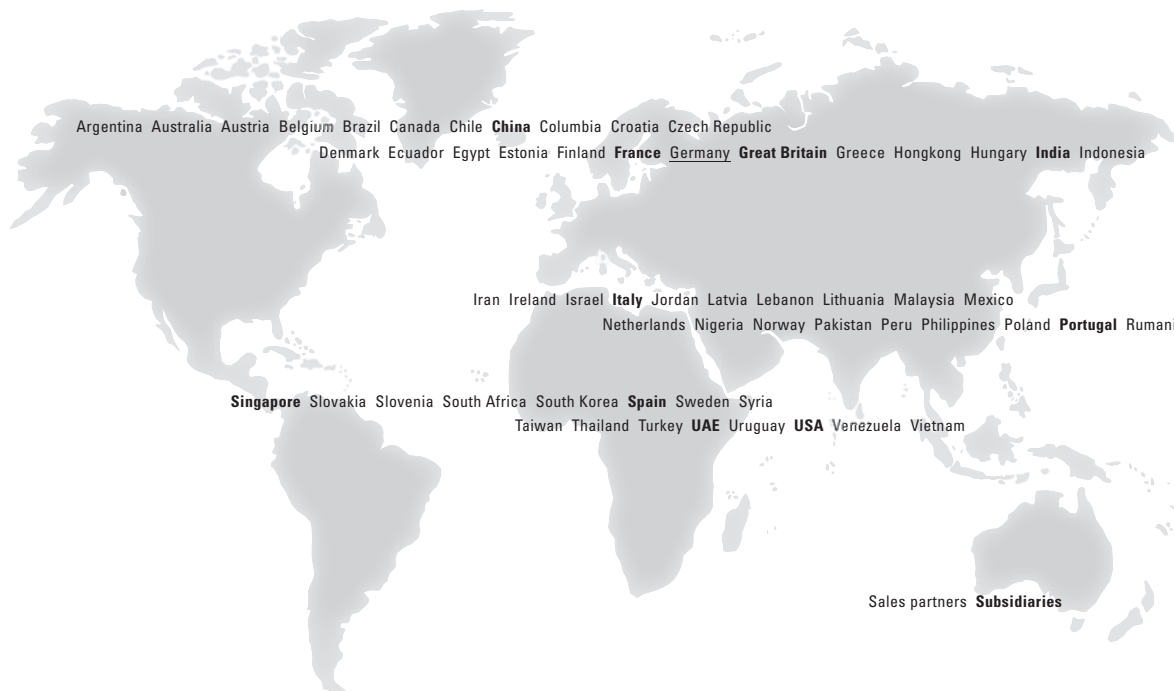 Argentina Australia Austria Belgium Brazil Canada Chile China Columbia Croatia Czech Republic
Denmark Ecuador Egypt Estonia Finland France Germany Great Britain Greece Hongkong Hungary India Indonesia
Iran Ireland Israel Italy Jordan Latvia Lebanon Lithuania Malaysia Mexico
Netherlands Nigeria Norway Pakistan Peru Philippines Poland Portugal Rumani
Singapore Slovakia Slovenia South Africa South Korea Spain Sweden Syria
Taiwan Thailand Turkey UAE Uruguay USA Venezuela Vietnam
Sales partners Subsidiaries